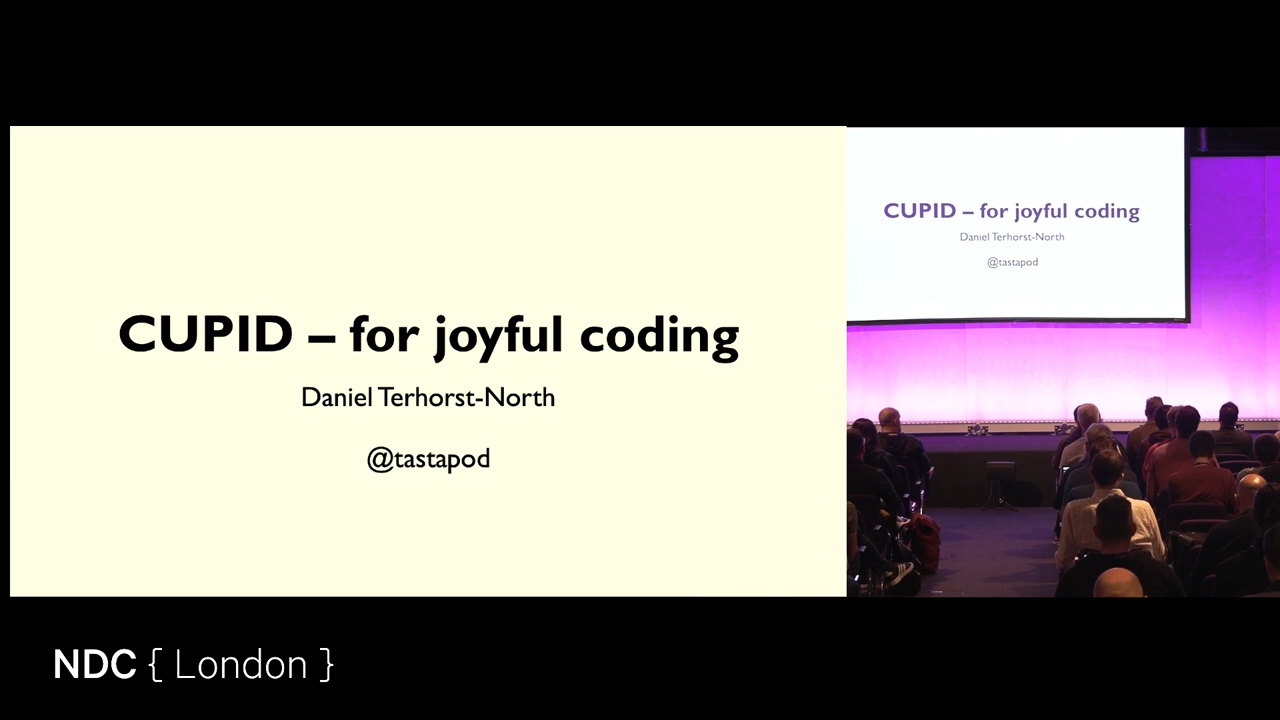 CUPID – for joyful coding
Daniel Terhorst-North
@tastapod
CUPID – for joyful coding
Daniel Terhorst-North
@tastapod
NDC { London }